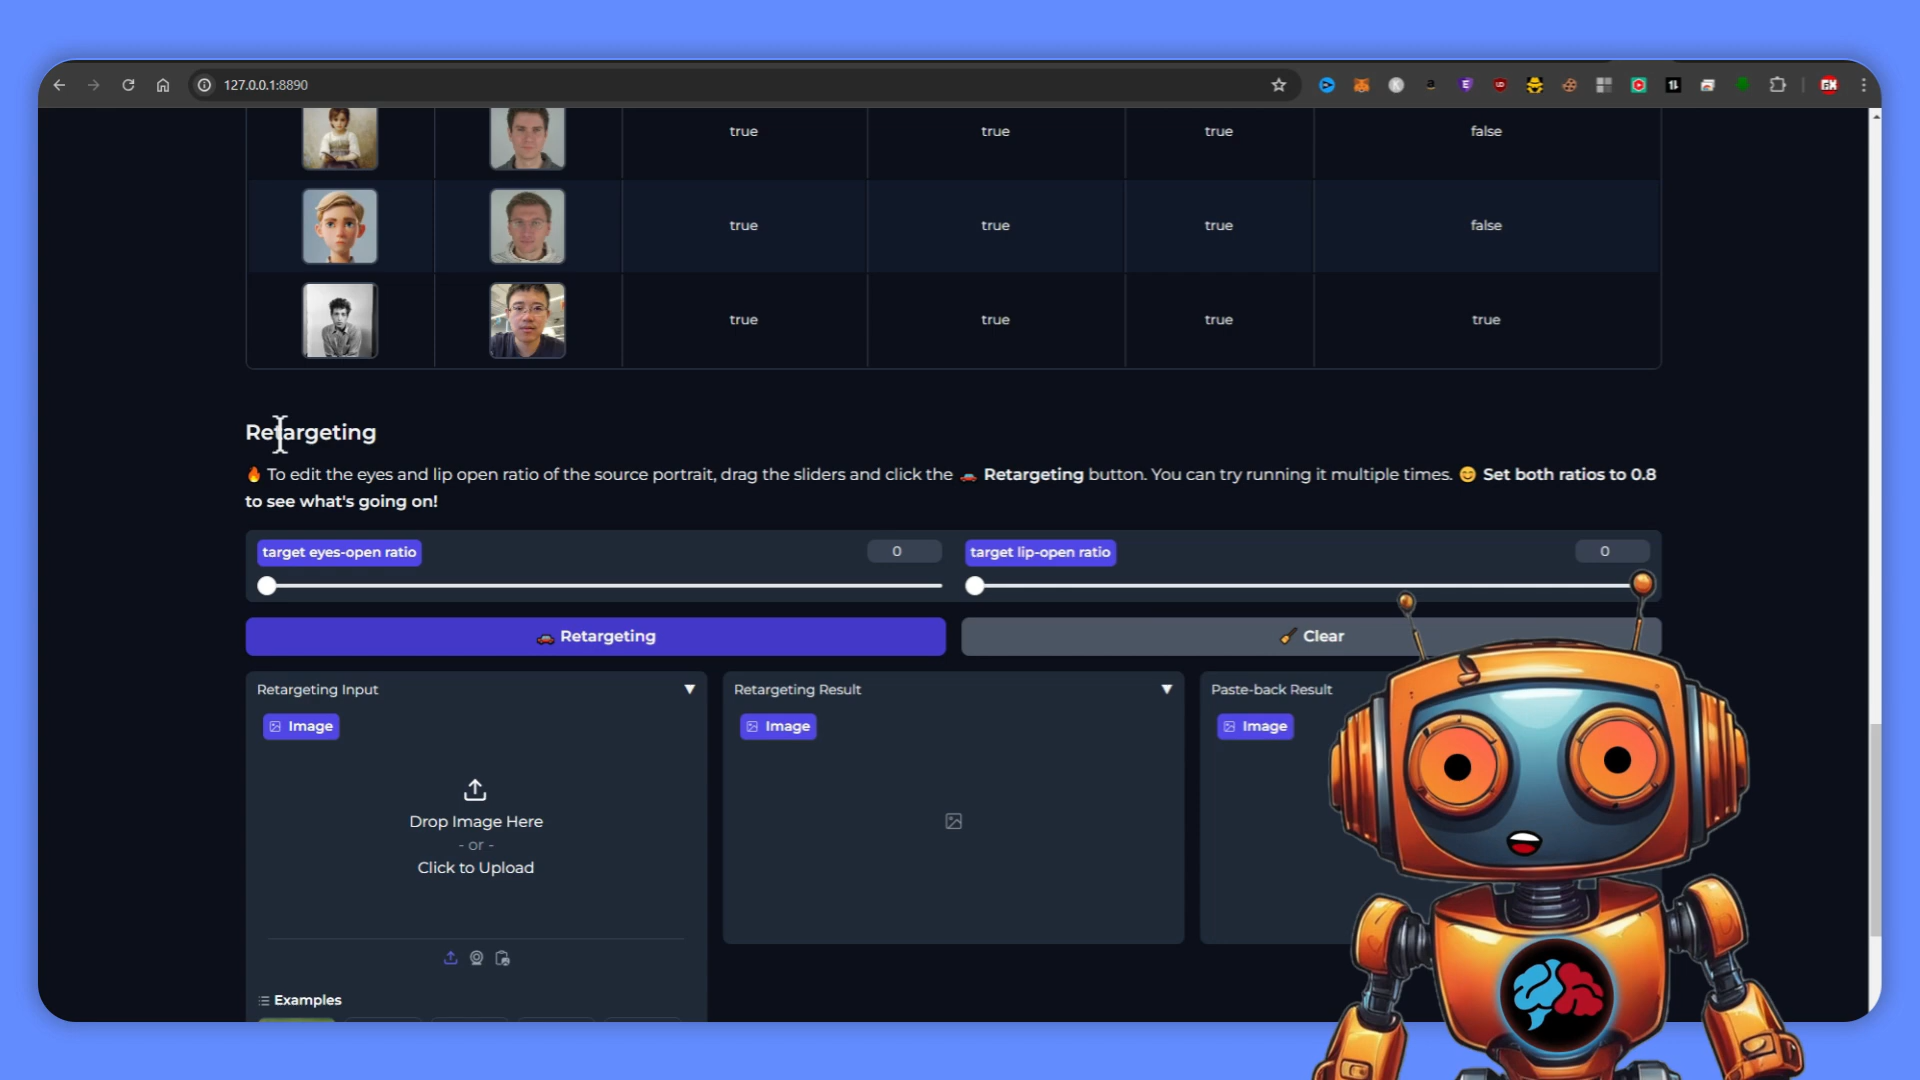 127.0.0.1:8890
true true true false
true true true false
true true true true
Retargeting
🔥 To edit the eyes and lip open ratio of the source portrait, drag the sliders and click the 🚗 Retargeting button. You can try running it multiple times. 😊 Set both ratios to 0.8
to see what's going on!
target eyes-open ratio 0
target lip-open ratio 0
🚗 Retargeting
🧹 Clear
Retargeting Input
Image
Drop Image Here
- or -
Click to Upload
Examples
Retargeting Result
Image
Paste-back Result
Image